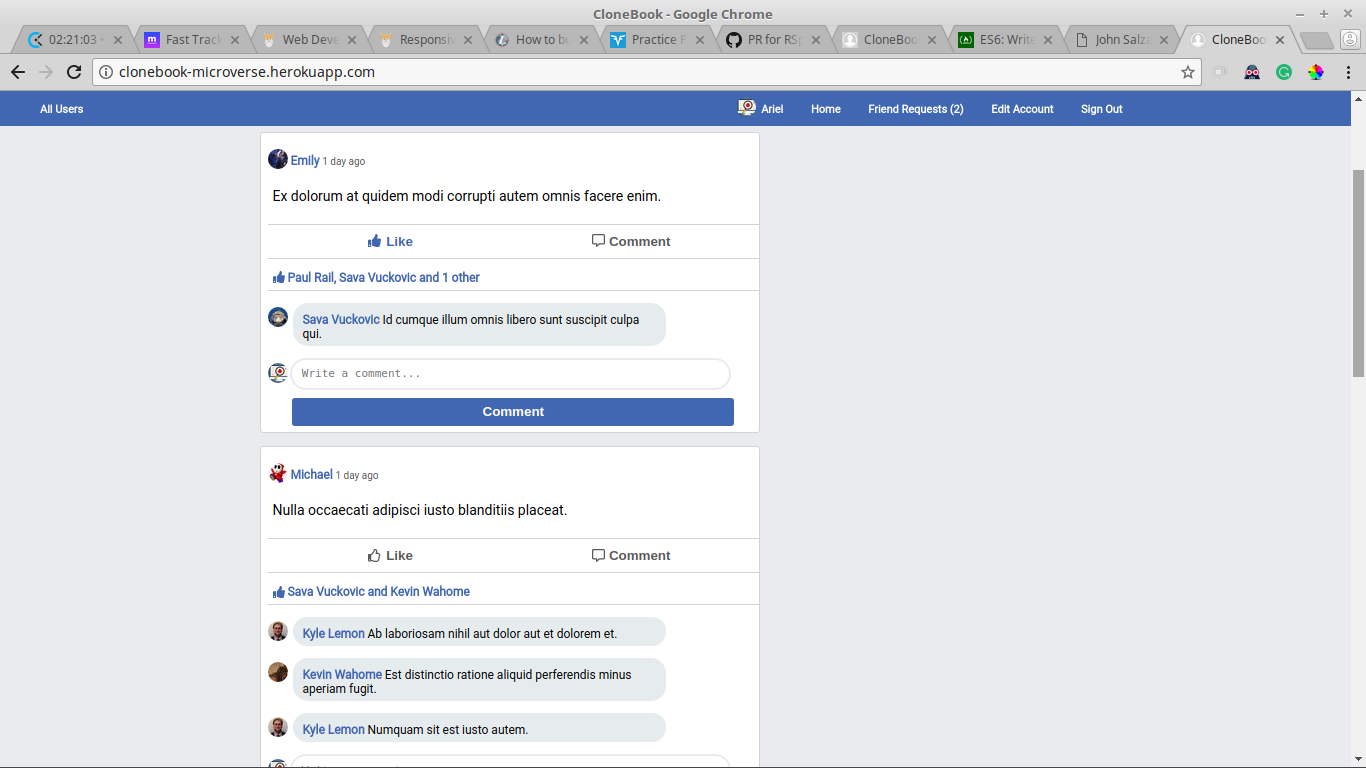 CloneBook - Google Chrome
02:21:03
Fast Track
Web Deve
Responsiv
How to bu
Practice P
PR for RSp
CloneBoo
ES6: Write
John Salza
CloneBoo
clonebook-microverse.herokuapp.com
All Users
Ariel
Home
Friend Requests (2)
Edit Account
Sign Out
Emily 1 day ago
Ex dolorum at quidem modi corrupti autem omnis facere enim.
Like
Comment
Paul Rail, Sava Vuckovic and 1 other
Sava Vuckovic Id cumque illum omnis libero sunt suscipit culpa
qui.
Write a comment...
Comment
Michael 1 day ago
Nulla occaecati adipisci iusto blanditiis placeat.
Like
Comment
Sava Vuckovic and Kevin Wahome
Kyle Lemon Ab laboriosam nihil aut dolor aut et dolorem et.
Kevin Wahome Est distinctio ratione aliquid perferendis minus
aperiam fugit.
Kyle Lemon Numquam sit est iusto autem.